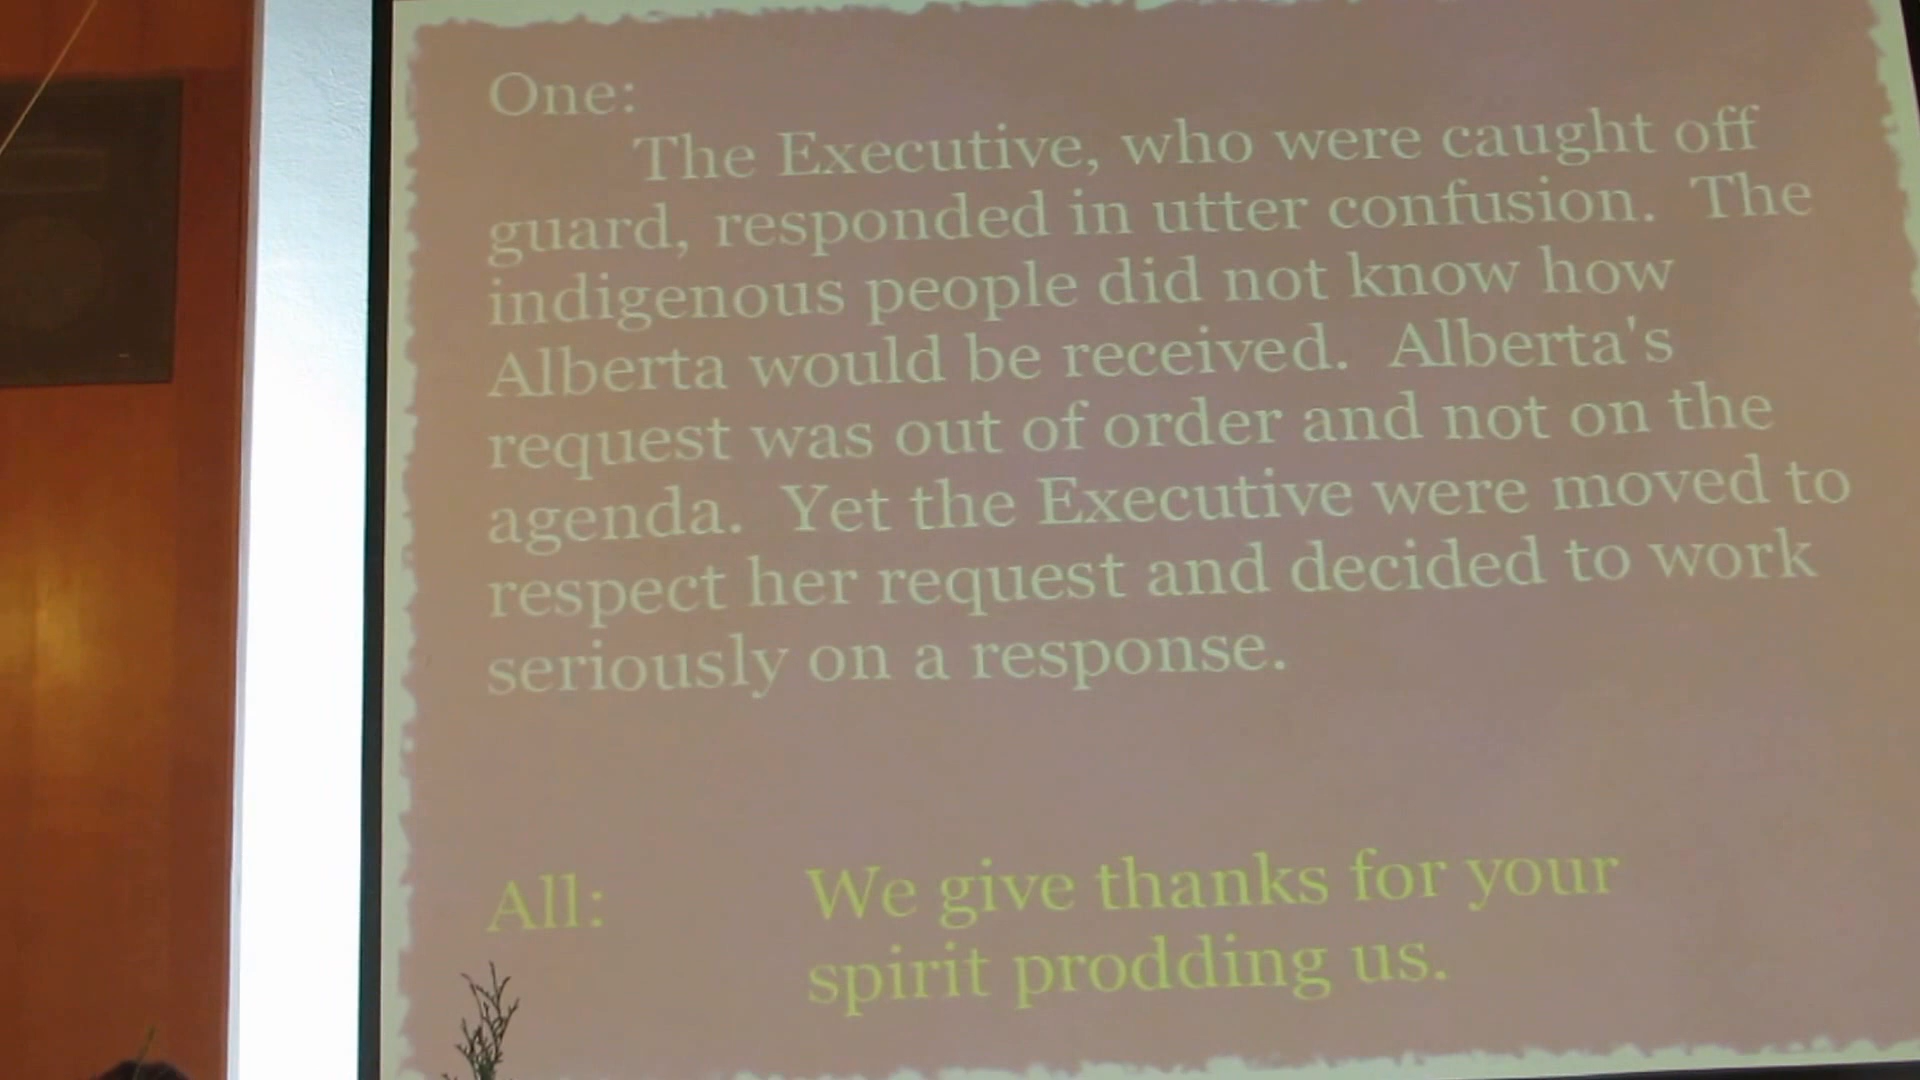 One:
The Executive, who were caught off
guard, responded in utter confusion.  The
indigenous people did not know how
Alberta would be received.  Alberta's
request was out of order and not on the
agenda.  Yet the Executive were moved to
respect her request and decided to work
seriously on a response.
All: We give thanks for your
spirit prodding us.